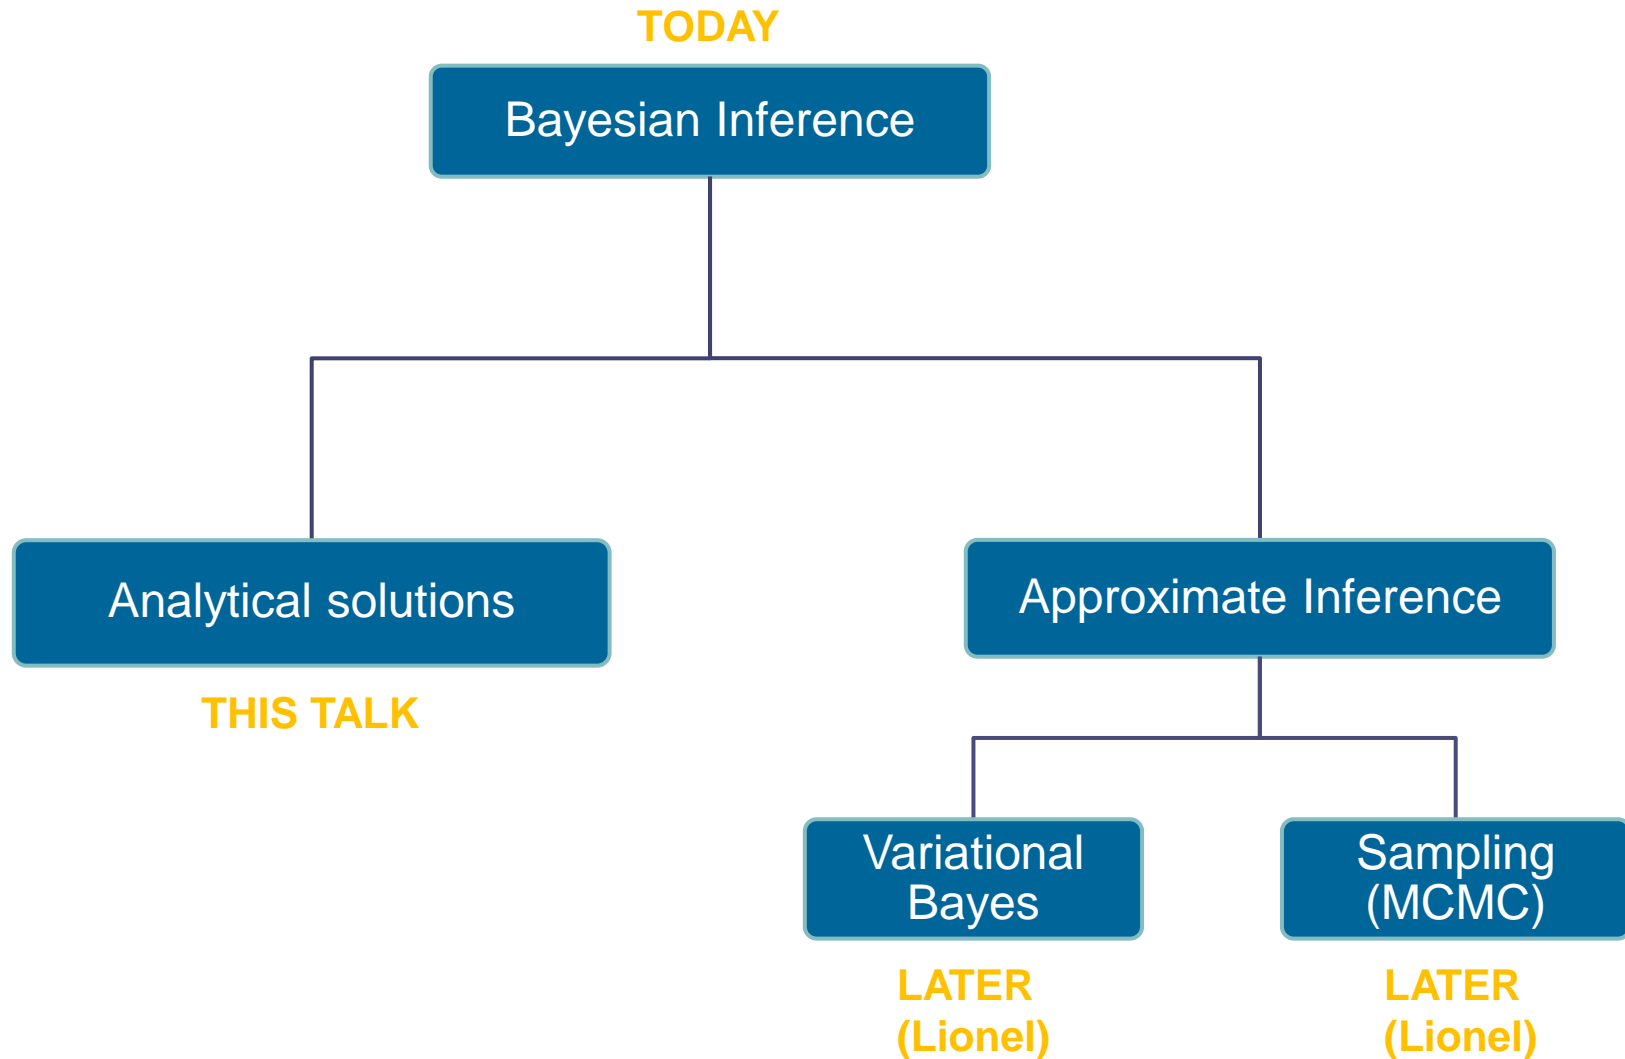 TODAY
Bayesian Inference
Analytical solutions
Approximate Inference
THIS TALK
Variational
Bayes
Sampling
(MCMC)
LATER
(Lionel)
LATER
(Lionel)